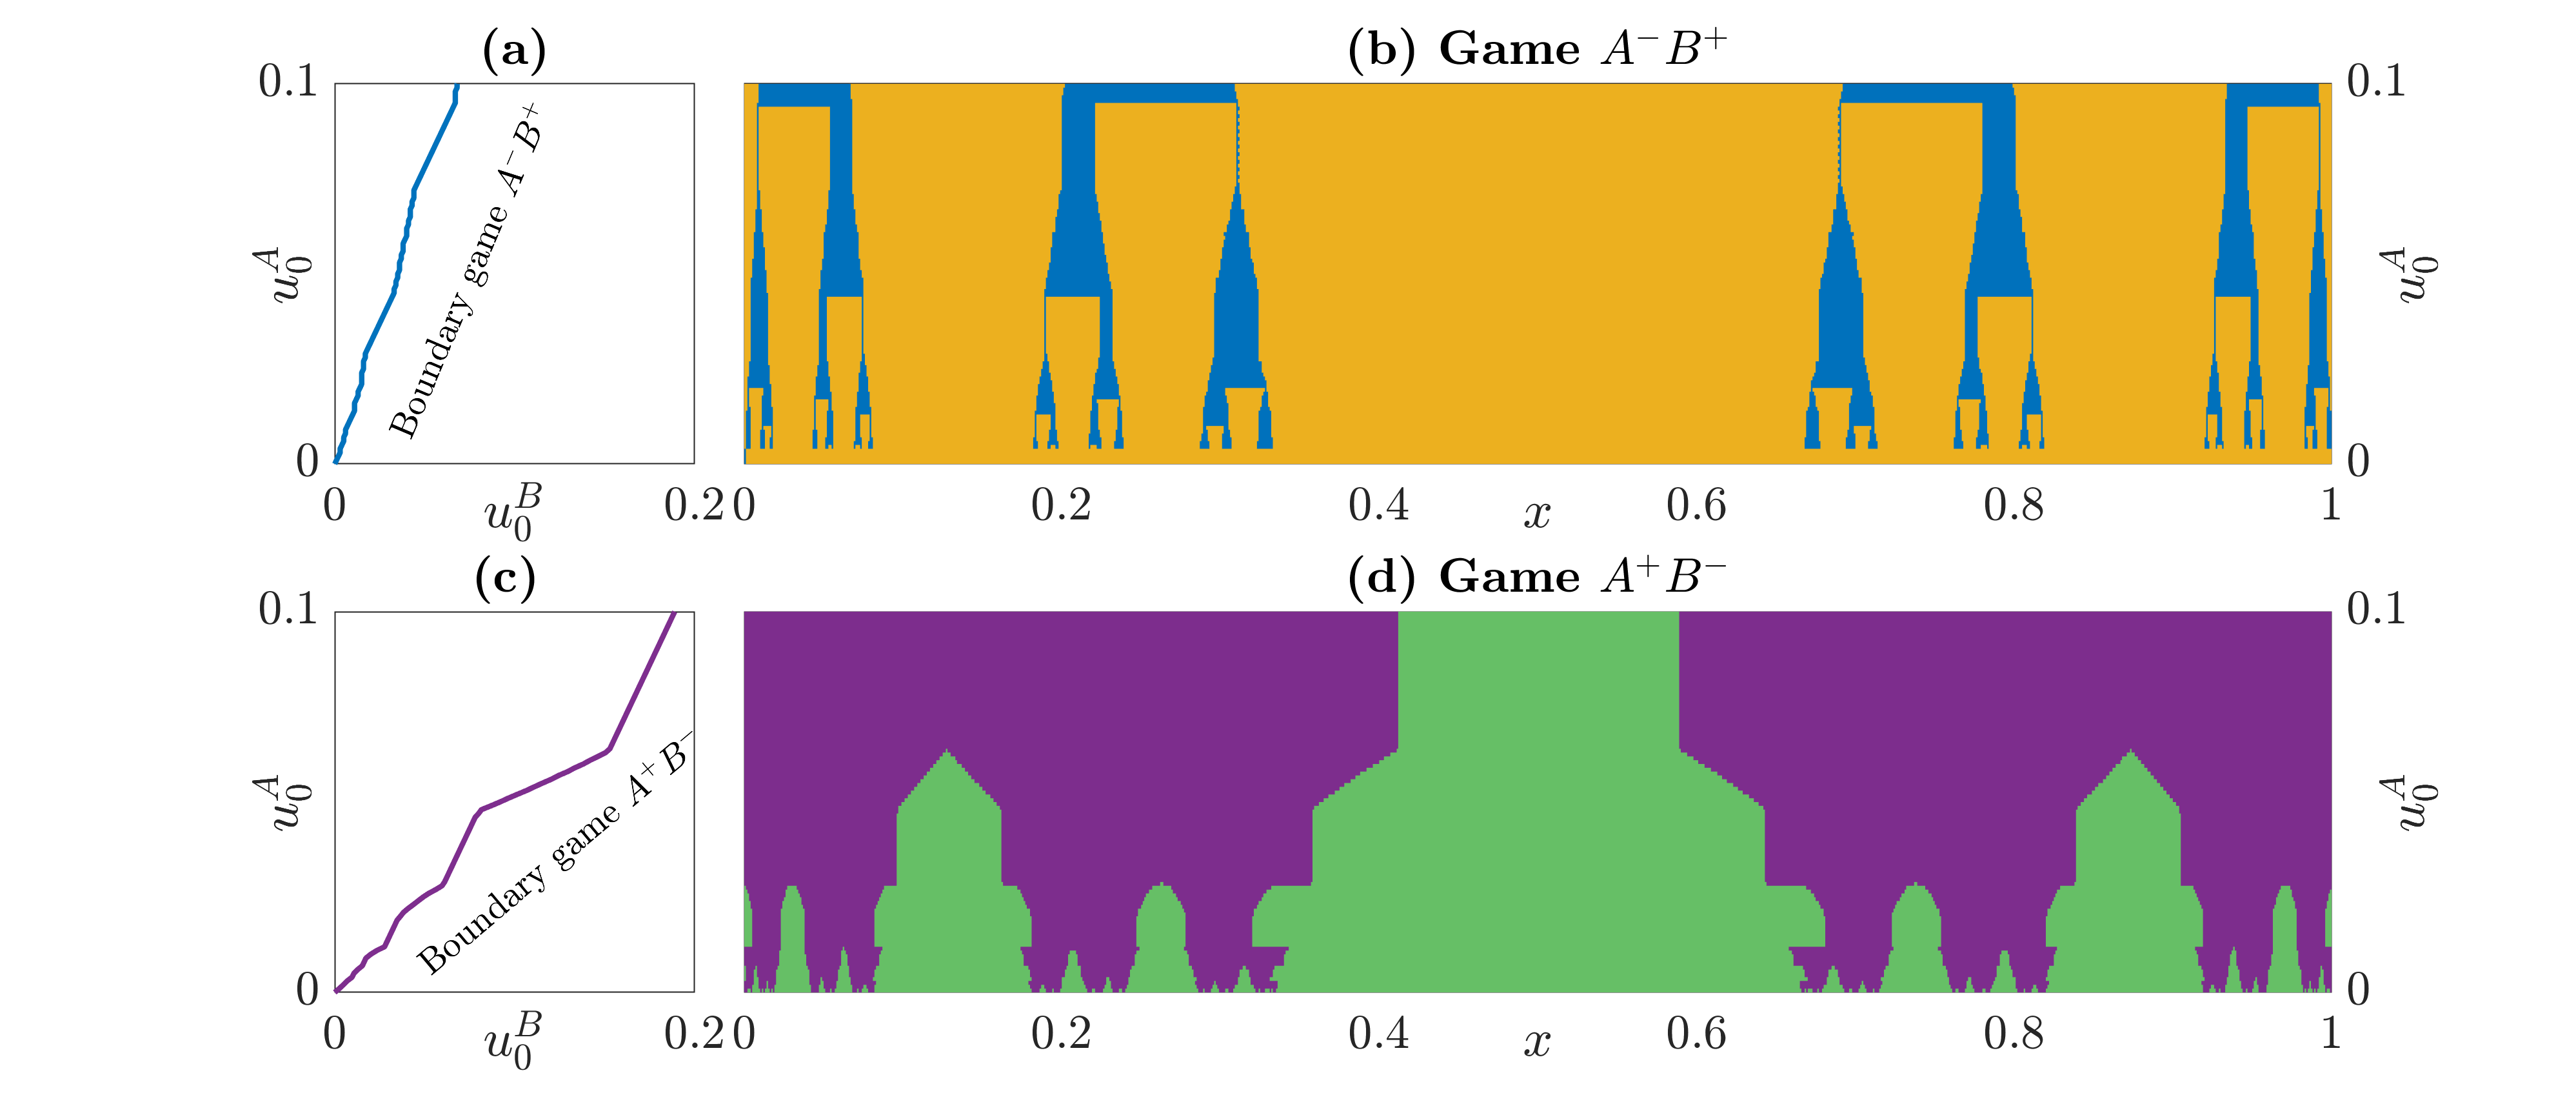 (a)
(b) Game A⁻B⁺
0.1
u₀ᴬ
0
Boundary game A⁻B⁺
0
u₀ᴮ
0.2
0
0.2
0.4
x
0.6
0.8
1
0.1
u₀ᴬ
0
(c)
(d) Game A⁺B⁻
0.1
u₀ᴬ
0
Boundary game A⁺B⁻
0
u₀ᴮ
0.2
0
0.2
0.4
x
0.6
0.8
1
0.1
u₀ᴬ
0